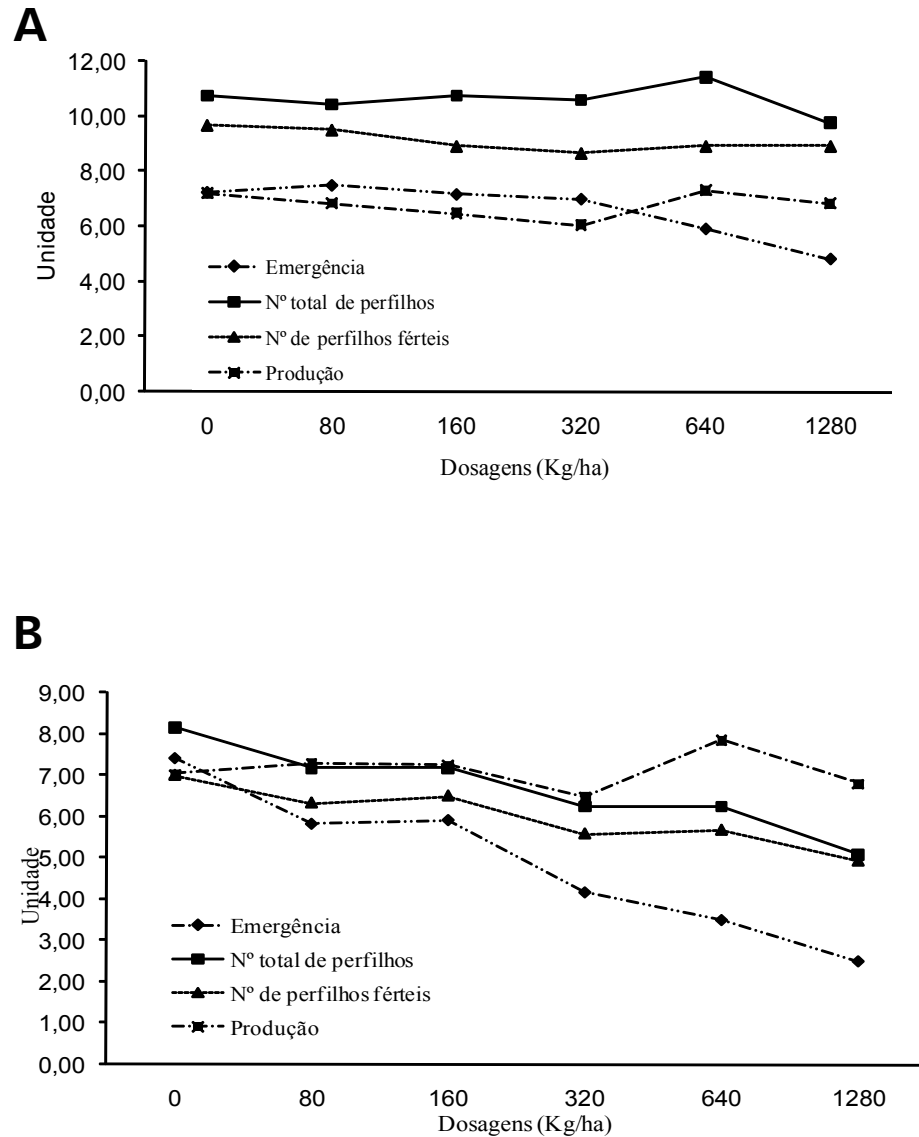 A
12,00
10,00
8,00
6,00
4,00
2,00
0,00
Unidade
Emergência
Nº total de perfilhos
Nº de perfilhos férteis
Produção
0 80 160 320 640 1280
Dosagens (Kg/ha)
B
9,00
8,00
7,00
6,00
5,00
4,00
3,00
2,00
1,00
0,00
Unidade
Emergência
Nº total de perfilhos
Nº de perfilhos férteis
Produção
0 80 160 320 640 1280
Dosagens (Kg/ha)